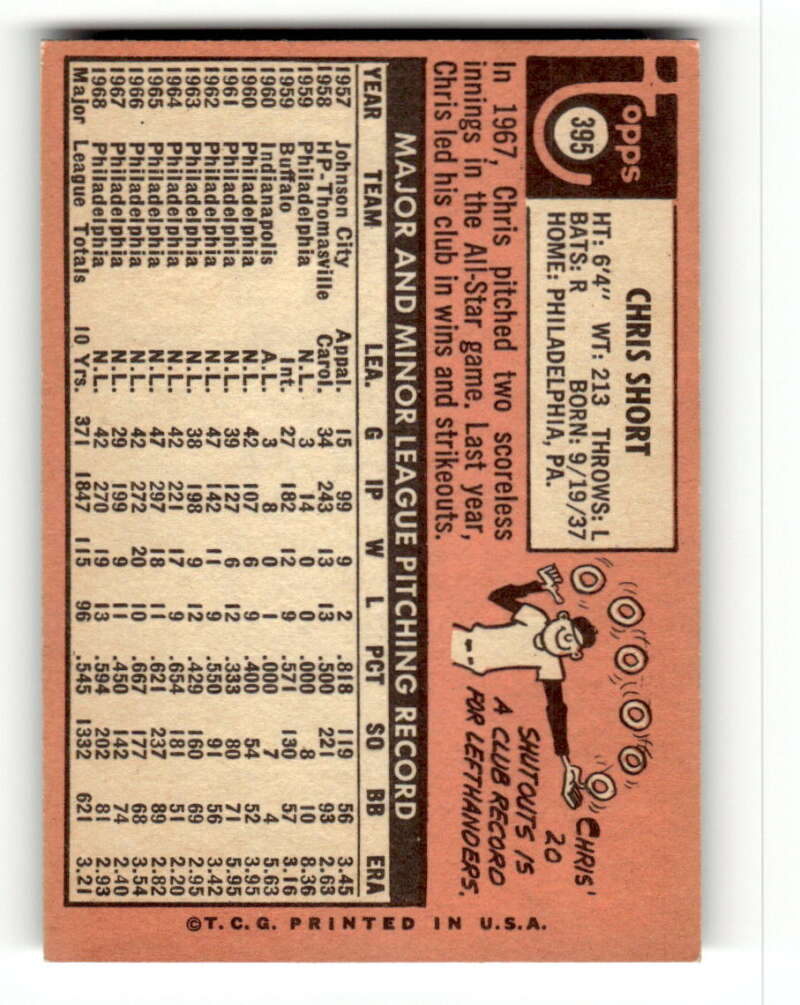 Topps
395
CHRIS SHORT
HT: 6'4" WT: 213 THROWS: L
BATS: R BORN: 9/19/37
HOME: PHILADELPHIA, PA.
In 1967, Chris pitched two scoreless
innings in the All-Star game. Last year,
Chris led his club in wins and strikeouts.
CHRIS'
20
SHUTOUTS IS
A CLUB RECORD
FOR LEFTHANDERS.
MAJOR AND MINOR LEAGUE PITCHING RECORD
YEAR TEAM LEA. G IP W L PCT SO BB ERA
1957 Johnson City Appal. 15 99 9 2 .818 119 56 3.45
1958 HP-Thomasville Carol. 34 243 13 13 .500 221 93 2.63
1959 Philadelphia N.L. 3 14 0 0 .000 8 10 8.36
1959 Buffalo Int. 27 182 12 9 .571 130 57 3.16
1960 Indianapolis A.L. 3 8 0 1 .000 7 4 5.63
1960 Philadelphia N.L. 42 107 6 9 .400 54 52 3.95
1961 Philadelphia N.L. 39 127 6 12 .333 80 71 5.95
1962 Philadelphia N.L. 47 142 11 9 .550 91 56 3.42
1963 Philadelphia N.L. 38 198 9 12 .429 160 69 2.95
1964 Philadelphia N.L. 42 221 17 9 .654 181 51 2.20
1965 Philadelphia N.L. 47 297 18 11 .621 237 89 2.82
1966 Philadelphia N.L. 42 272 20 10 .667 177 68 3.54
1967 Philadelphia N.L. 29 199 9 11 .450 142 74 2.40
1968 Philadelphia N.L. 42 270 19 13 .594 202 81 2.93
Major League Totals 10 Yrs. 371 1847 115 96 .545 1332 621 3.21
©T.C.G. PRINTED IN U.S.A.